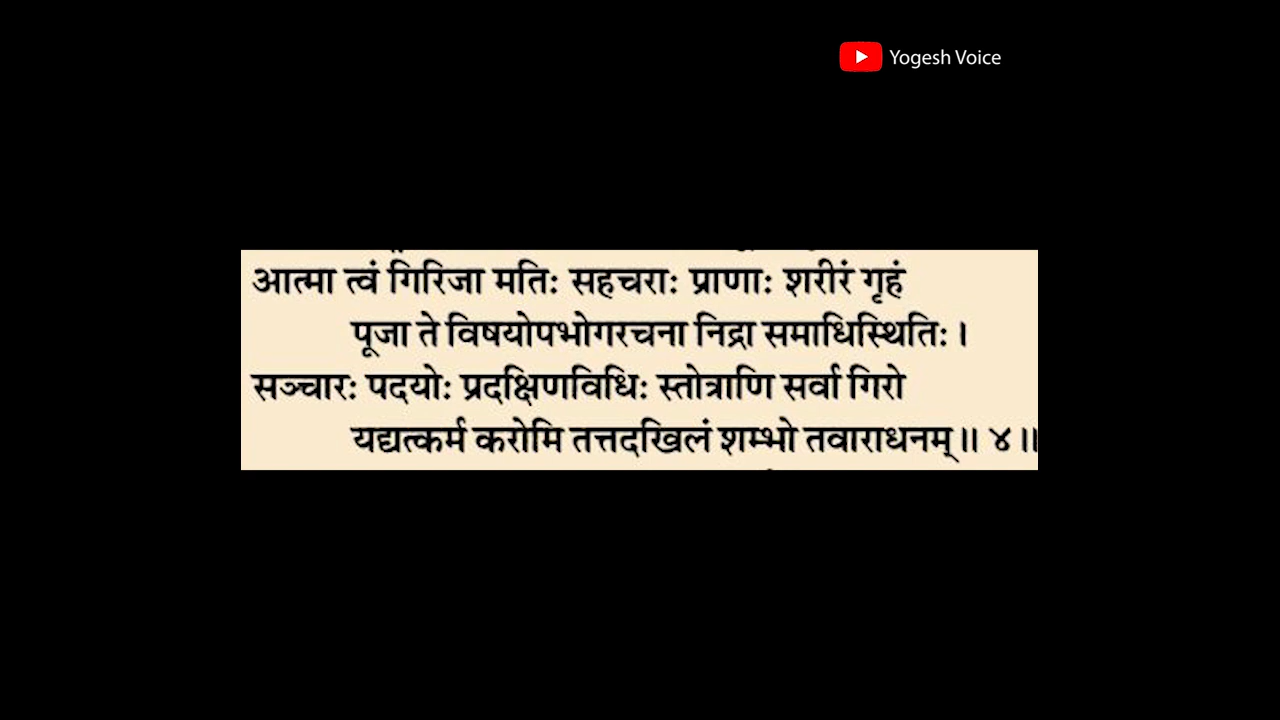 Yogesh Voice
आत्मा त्वं गिरिजा मतिः सहचराः प्राणाः शरीरं गृहं
पूजा ते विषयोपभोगरचना निद्रा समाधिस्थितिः ।
सञ्चारः पदयोः प्रदक्षिणविधिः स्तोत्राणि सर्वा गिरो
यद्यत्कर्म करोमि तत्तदखिलं शम्भो तवाराधनम् ॥ ४ ॥